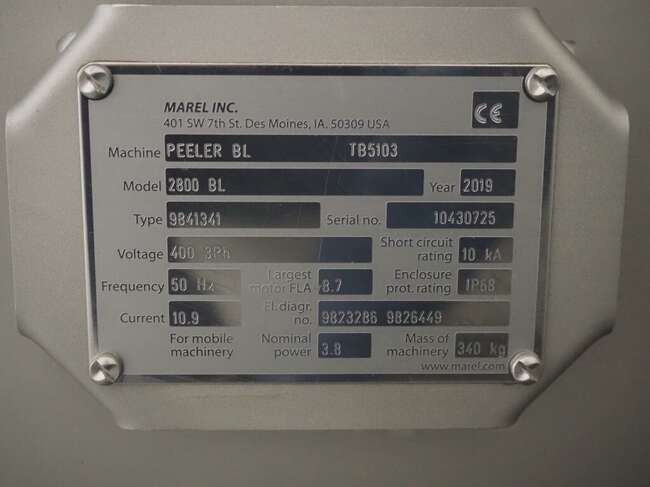 MAREL INC.
401 SW 7th St. Des Moines, IA. 50309 USA
CE
Machine PEELER BL TB5103
Model 2800 BL Year 2019
Type 9841341 Serial no. 10430725
Voltage 400 3Ph Short circuit rating 10 kA
Frequency 50 Hz Largest motor FLA 8.7 Enclosure prot. rating IP68
Current 10.9 El. diagr. no. 9823286 9826449
For mobile machinery Nominal power 3.8 Mass of machinery 340 kg
www.marel.com